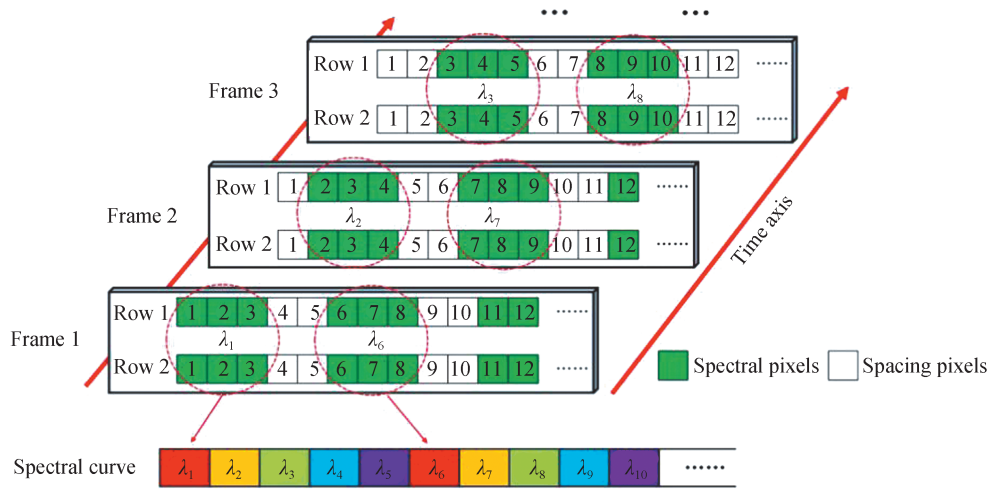 ... ...
Frame 3
Row 1 1 2 3 4 5 6 7 8 9 10 11 12 ......
λ3 λ8
Row 2 1 2 3 4 5 6 7 8 9 10 11 12 ......
Frame 2
Row 1 1 2 3 4 5 6 7 8 9 10 11 12 ......
λ2 λ7
Row 2 1 2 3 4 5 6 7 8 9 10 11 12 ......
Time axis
Frame 1
Row 1 1 2 3 4 5 6 7 8 9 10 11 12 ......
λ1 λ6
Row 2 1 2 3 4 5 6 7 8 9 10 11 12 ......
Spectral pixels Spacing pixels
Spectral curve λ1 λ2 λ3 λ4 λ5 λ6 λ7 λ8 λ9 λ10 ......